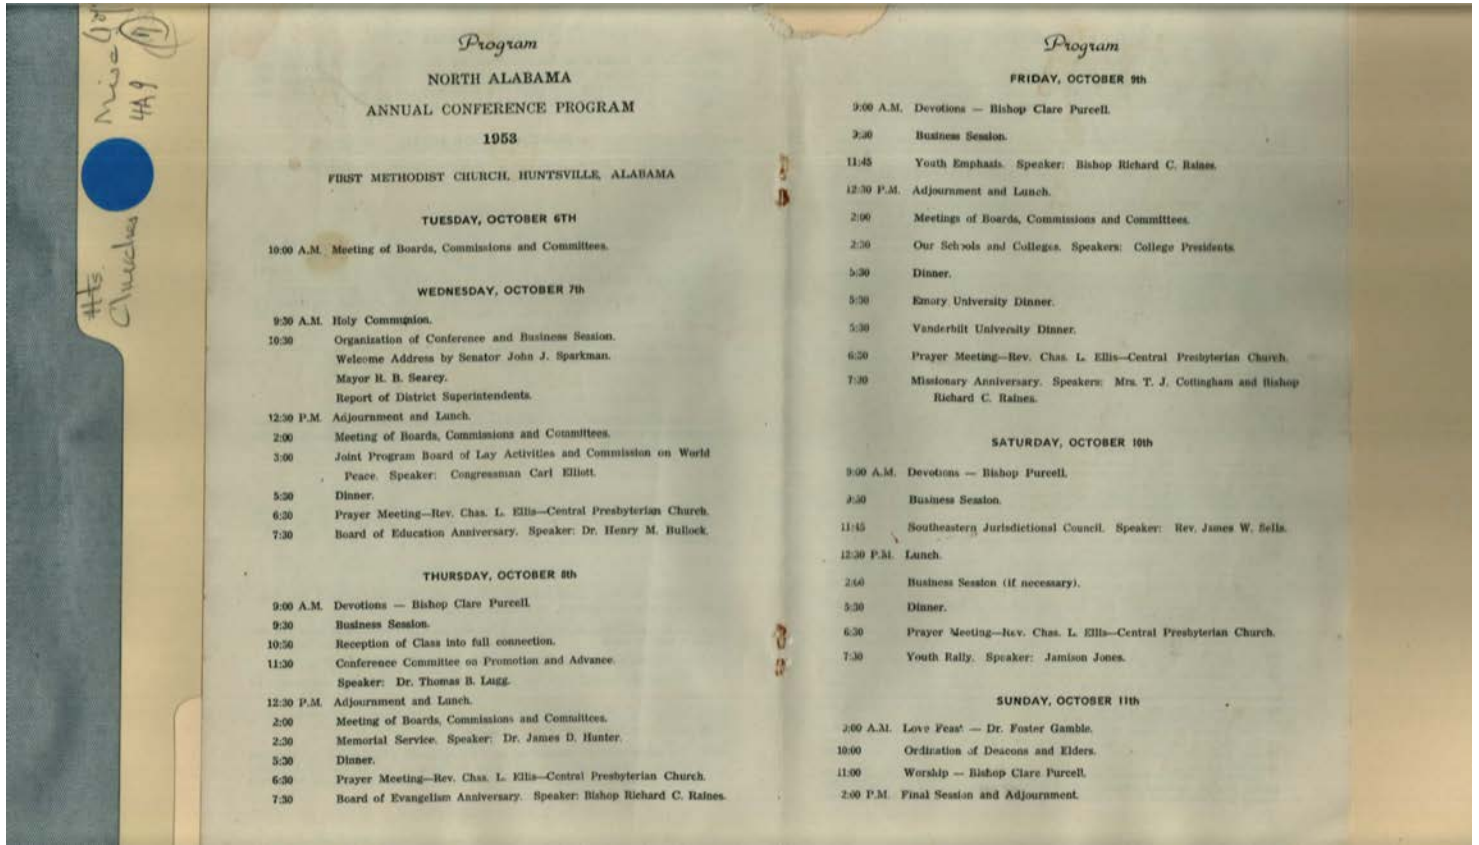 Misc
4A9
Hts.
Churches
Program
NORTH ALABAMA
ANNUAL CONFERENCE PROGRAM
1953
FIRST METHODIST CHURCH, HUNTSVILLE, ALABAMA
TUESDAY, OCTOBER 6TH
10:00 A.M. Meeting of Boards, Commissions and Committees.
WEDNESDAY, OCTOBER 7th
9:30 A.M. Holy Communion.
10:30 Organization of Conference and Business Session.
Welcome Address by Senator John J. Sparkman.
Mayor R. B. Searcy.
Report of District Superintendents.
12:30 P.M. Adjournment and Lunch.
2:00 Meeting of Boards, Commissions and Committees.
3:00 Joint Program Board of Lay Activities and Commission on World
Peace. Speaker: Congressman Carl Elliott.
5:30 Dinner.
6:30 Prayer Meeting—Rev. Chas. L. Ellis—Central Presbyterian Church.
7:30 Board of Education Anniversary. Speaker: Dr. Henry M. Bullock.
THURSDAY, OCTOBER 8th
9:00 A.M. Devotions — Bishop Clare Purcell.
9:30 Business Session.
10:30 Reception of Class into full connection.
11:30 Conference Committee on Promotion and Advance.
Speaker: Dr. Thomas B. Lugg.
12:30 P.M. Adjournment and Lunch.
2:00 Meeting of Boards, Commissions and Committees.
2:30 Memorial Service. Speaker: Dr. James D. Hunter.
5:30 Dinner.
6:30 Prayer Meeting—Rev. Chas. L. Ellis—Central Presbyterian Church.
7:30 Board of Evangelism Anniversary. Speaker: Bishop Richard C. Raines.
Program
FRIDAY, OCTOBER 9th
9:00 A.M. Devotions — Bishop Clare Purcell.
9:30 Business Session.
11:45 Youth Emphasis. Speaker: Bishop Richard C. Raines.
12:30 P.M. Adjournment and Lunch.
2:00 Meetings of Boards, Commissions and Committees.
2:30 Our Schools and Colleges. Speakers: College Presidents.
5:30 Dinner.
5:30 Emory University Dinner.
5:30 Vanderbilt University Dinner.
6:30 Prayer Meeting—Rev. Chas. L. Ellis—Central Presbyterian Church.
7:30 Missionary Anniversary. Speakers: Mrs. T. J. Cottingham and Bishop
Richard C. Raines.
SATURDAY, OCTOBER 10th
9:00 A.M. Devotions — Bishop Purcell.
9:30 Business Session.
11:45 Southeastern Jurisdictional Council. Speaker: Rev. James W. Sells.
12:30 P.M. Lunch.
2:00 Business Session (if necessary).
5:30 Dinner.
6:30 Prayer Meeting—Rev. Chas. L. Ellis—Central Presbyterian Church.
7:30 Youth Rally. Speaker: Jamison Jones.
SUNDAY, OCTOBER 11th
9:00 A.M. Love Feast — Dr. Foster Gamble.
10:00 Ordination of Deacons and Elders.
11:00 Worship — Bishop Clare Purcell.
2:00 P.M. Final Session and Adjournment.